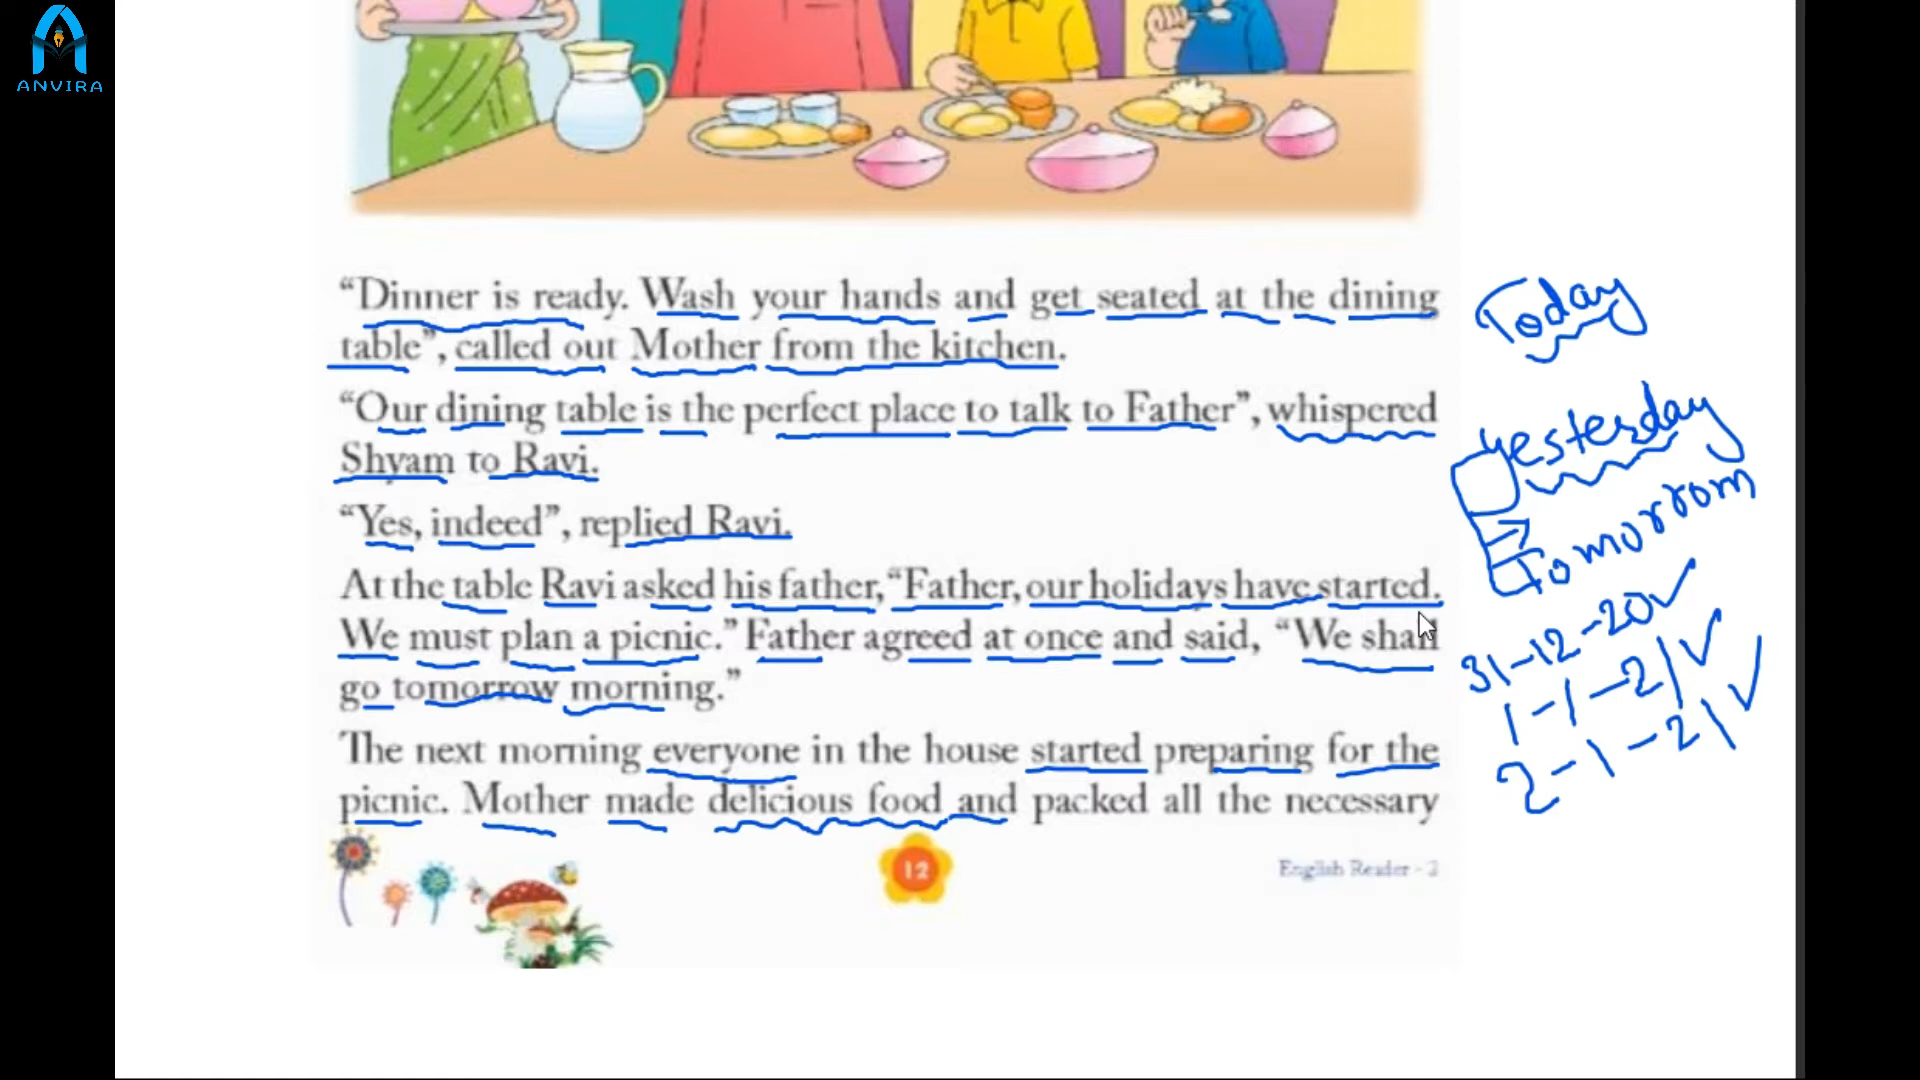 ANVIRA
“Dinner is ready. Wash your hands and get seated at the dining
table”, called out Mother from the kitchen.
“Our dining table is the perfect place to talk to Father”, whispered
Shyam to Ravi.
“Yes, indeed”, replied Ravi.
At the table Ravi asked his father, “Father, our holidays have started.
We must plan a picnic.” Father agreed at once and said, “We shall
go tomorrow morning.”
The next morning everyone in the house started preparing for the
picnic. Mother made delicious food and packed all the necessary
12
English Reader - 2
Today
yesterday
Tomorrom
31-12-20
1-1-21
2-1-21